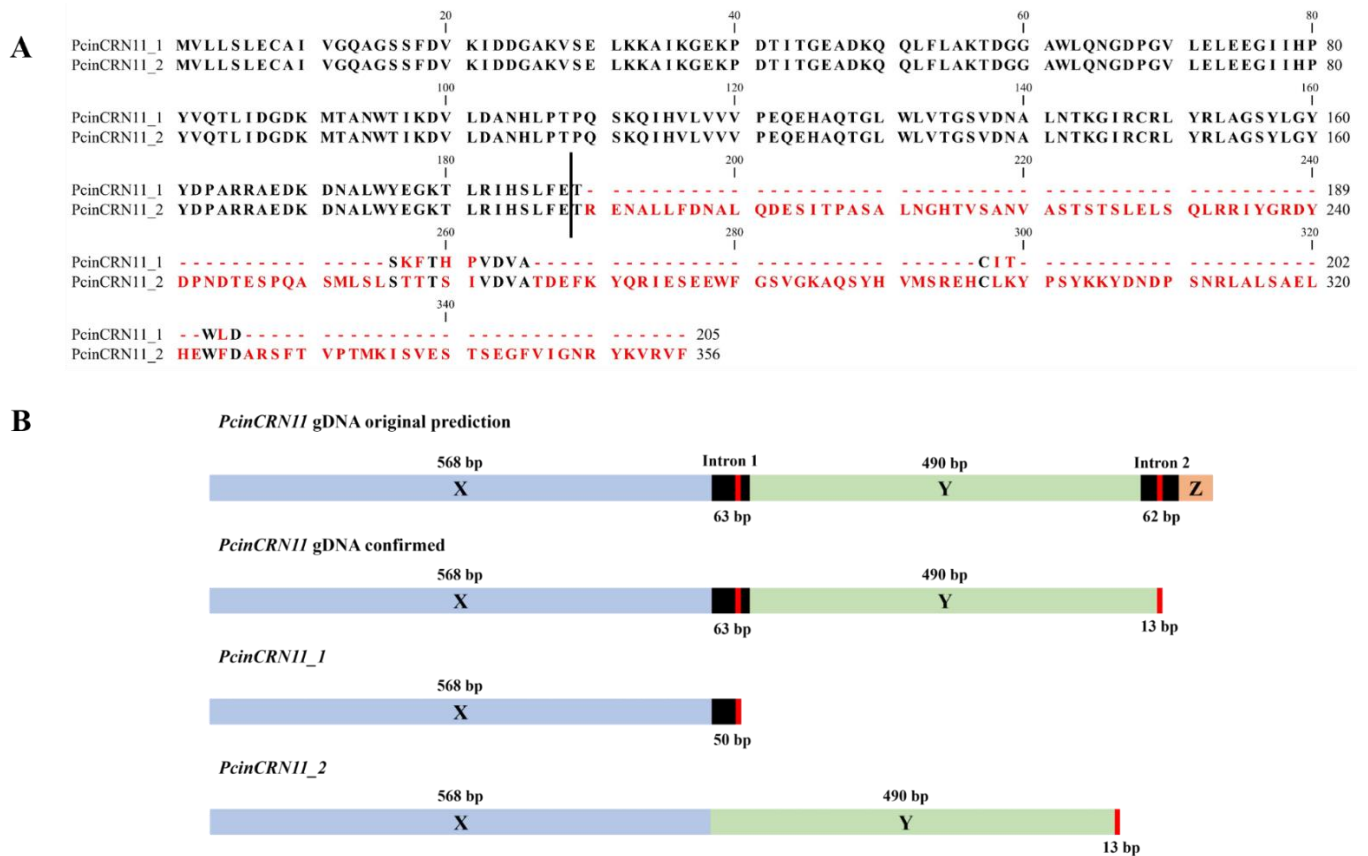 A
20 40 60 80
PcinCRN11_1 MVLLSLECAI VGQAGSSFDV KIDDGAKVSE LKKAIKGEKP DTITGEADKQ QLFLAKTDGG AWLQNGDPGV LELEEGIIHP 80
PcinCRN11_2 MVLLSLECAI VGQAGSSFDV KIDDGAKVSE LKKAIKGEKP DTITGEADKQ QLFLAKTDGG AWLQNGDPGV LELEEGIIHP 80
100 120 140 160
PcinCRN11_1 YVQTLIDGDK MTANWTIKDV LDANHLPTPQ SKQIHVLVVV PEQEHAQTGL WLVTGSVDNA LNTKGIRCRL YRLAGSYLGY 160
PcinCRN11_2 YVQTLIDGDK MTANWTIKDV LDANHLPTPQ SKQIHVLVVV PEQEHAQTGL WLVTGSVDNA LNTKGIRCRL YRLAGSYLGY 160
180 200 220 240
PcinCRN11_1 YDPARRAEDK DNALWYEGKT LRIHSLFET- ---------- ---------- ---------- ---------- ---------- 189
PcinCRN11_2 YDPARRAEDK DNALWYEGKT LRIHSLFETR ENALLFDNAL QDESITPASA LNGHTVSANV ASTSTSLELS QLRRIYGRDY 240
260 280 300 320
PcinCRN11_1 ---------- -----SKFTH PVDVA----- ---------- ---------- ------CIT- ---------- ---------- 202
PcinCRN11_2 DPNDTESPQA SMLSLSTTTS IVDVATDEFK YQRIESEEWF GSVGKAQSYH VMSREHCLKY PSYKKYDNDP SNRLALSAEL 320
340
PcinCRN11_1 --WLD----- ---------- ---------- ------ 205
PcinCRN11_2 HEWFDARSFT VPTMKISVES TSEGFVIGNR YKVRVF 356
B
PcinCRN11 gDNA original prediction
568 bp Intron 1 490 bp Intron 2
X Y Z
63 bp 62 bp
PcinCRN11 gDNA confirmed
568 bp 490 bp
X Y
63 bp 13 bp
PcinCRN11_1
568 bp
X
50 bp
PcinCRN11_2
568 bp 490 bp
X Y
13 bp